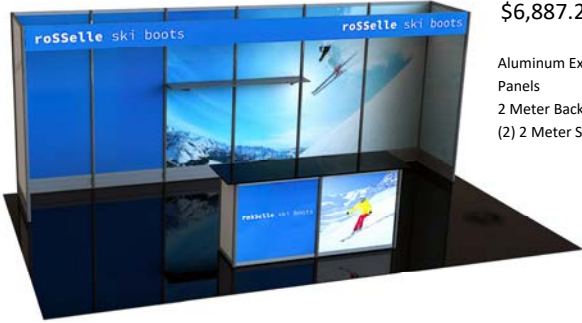 $6,887.2
roSSelle ski boots
roSSelle ski boots
Aluminum Ex
Panels
2 Meter Back
(2) 2 Meter S
roSSelle ski boots